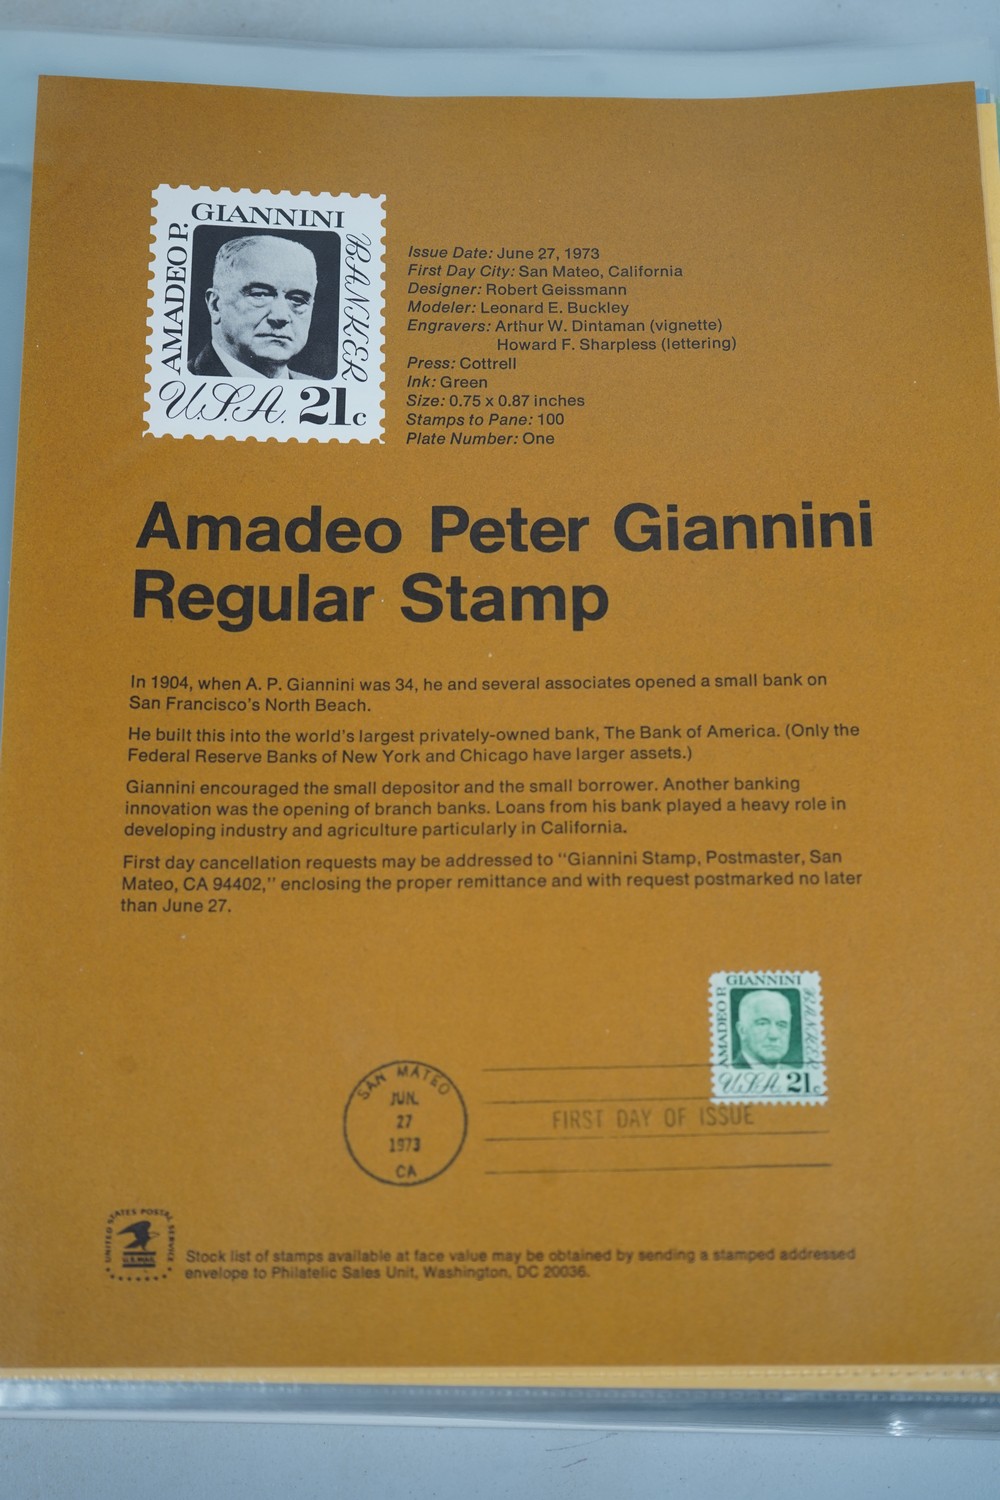 GIANNINI
AMADEO P.
BANKER
U.S.A. 21c
Issue Date: June 27, 1973
First Day City: San Mateo, California
Designer: Robert Geissmann
Modeler: Leonard E. Buckley
Engravers: Arthur W. Dintaman (vignette)
Howard F. Sharpless (lettering)
Press: Cottrell
Ink: Green
Size: 0.75 x 0.87 inches
Stamps to Pane: 100
Plate Number: One
Amadeo Peter Giannini
Regular Stamp
In 1904, when A. P. Giannini was 34, he and several associates opened a small bank on
San Francisco's North Beach.
He built this into the world's largest privately-owned bank, The Bank of America. (Only the
Federal Reserve Banks of New York and Chicago have larger assets.)
Giannini encouraged the small depositor and the small borrower. Another banking
innovation was the opening of branch banks. Loans from his bank played a heavy role in
developing industry and agriculture particularly in California.
First day cancellation requests may be addressed to "Giannini Stamp, Postmaster, San
Mateo, CA 94402," enclosing the proper remittance and with request postmarked no later
than June 27.
GIANNINI
AMADEO P.
BANKER
U.S.A. 21c
SAN MATEO
JUN.
27
1973
CA
FIRST DAY OF ISSUE
UNITED STATES POSTAL SERVICE
U.S. MAIL
Stock list of stamps available at face value may be obtained by sending a stamped addressed
envelope to Philatelic Sales Unit, Washington, DC 20036.